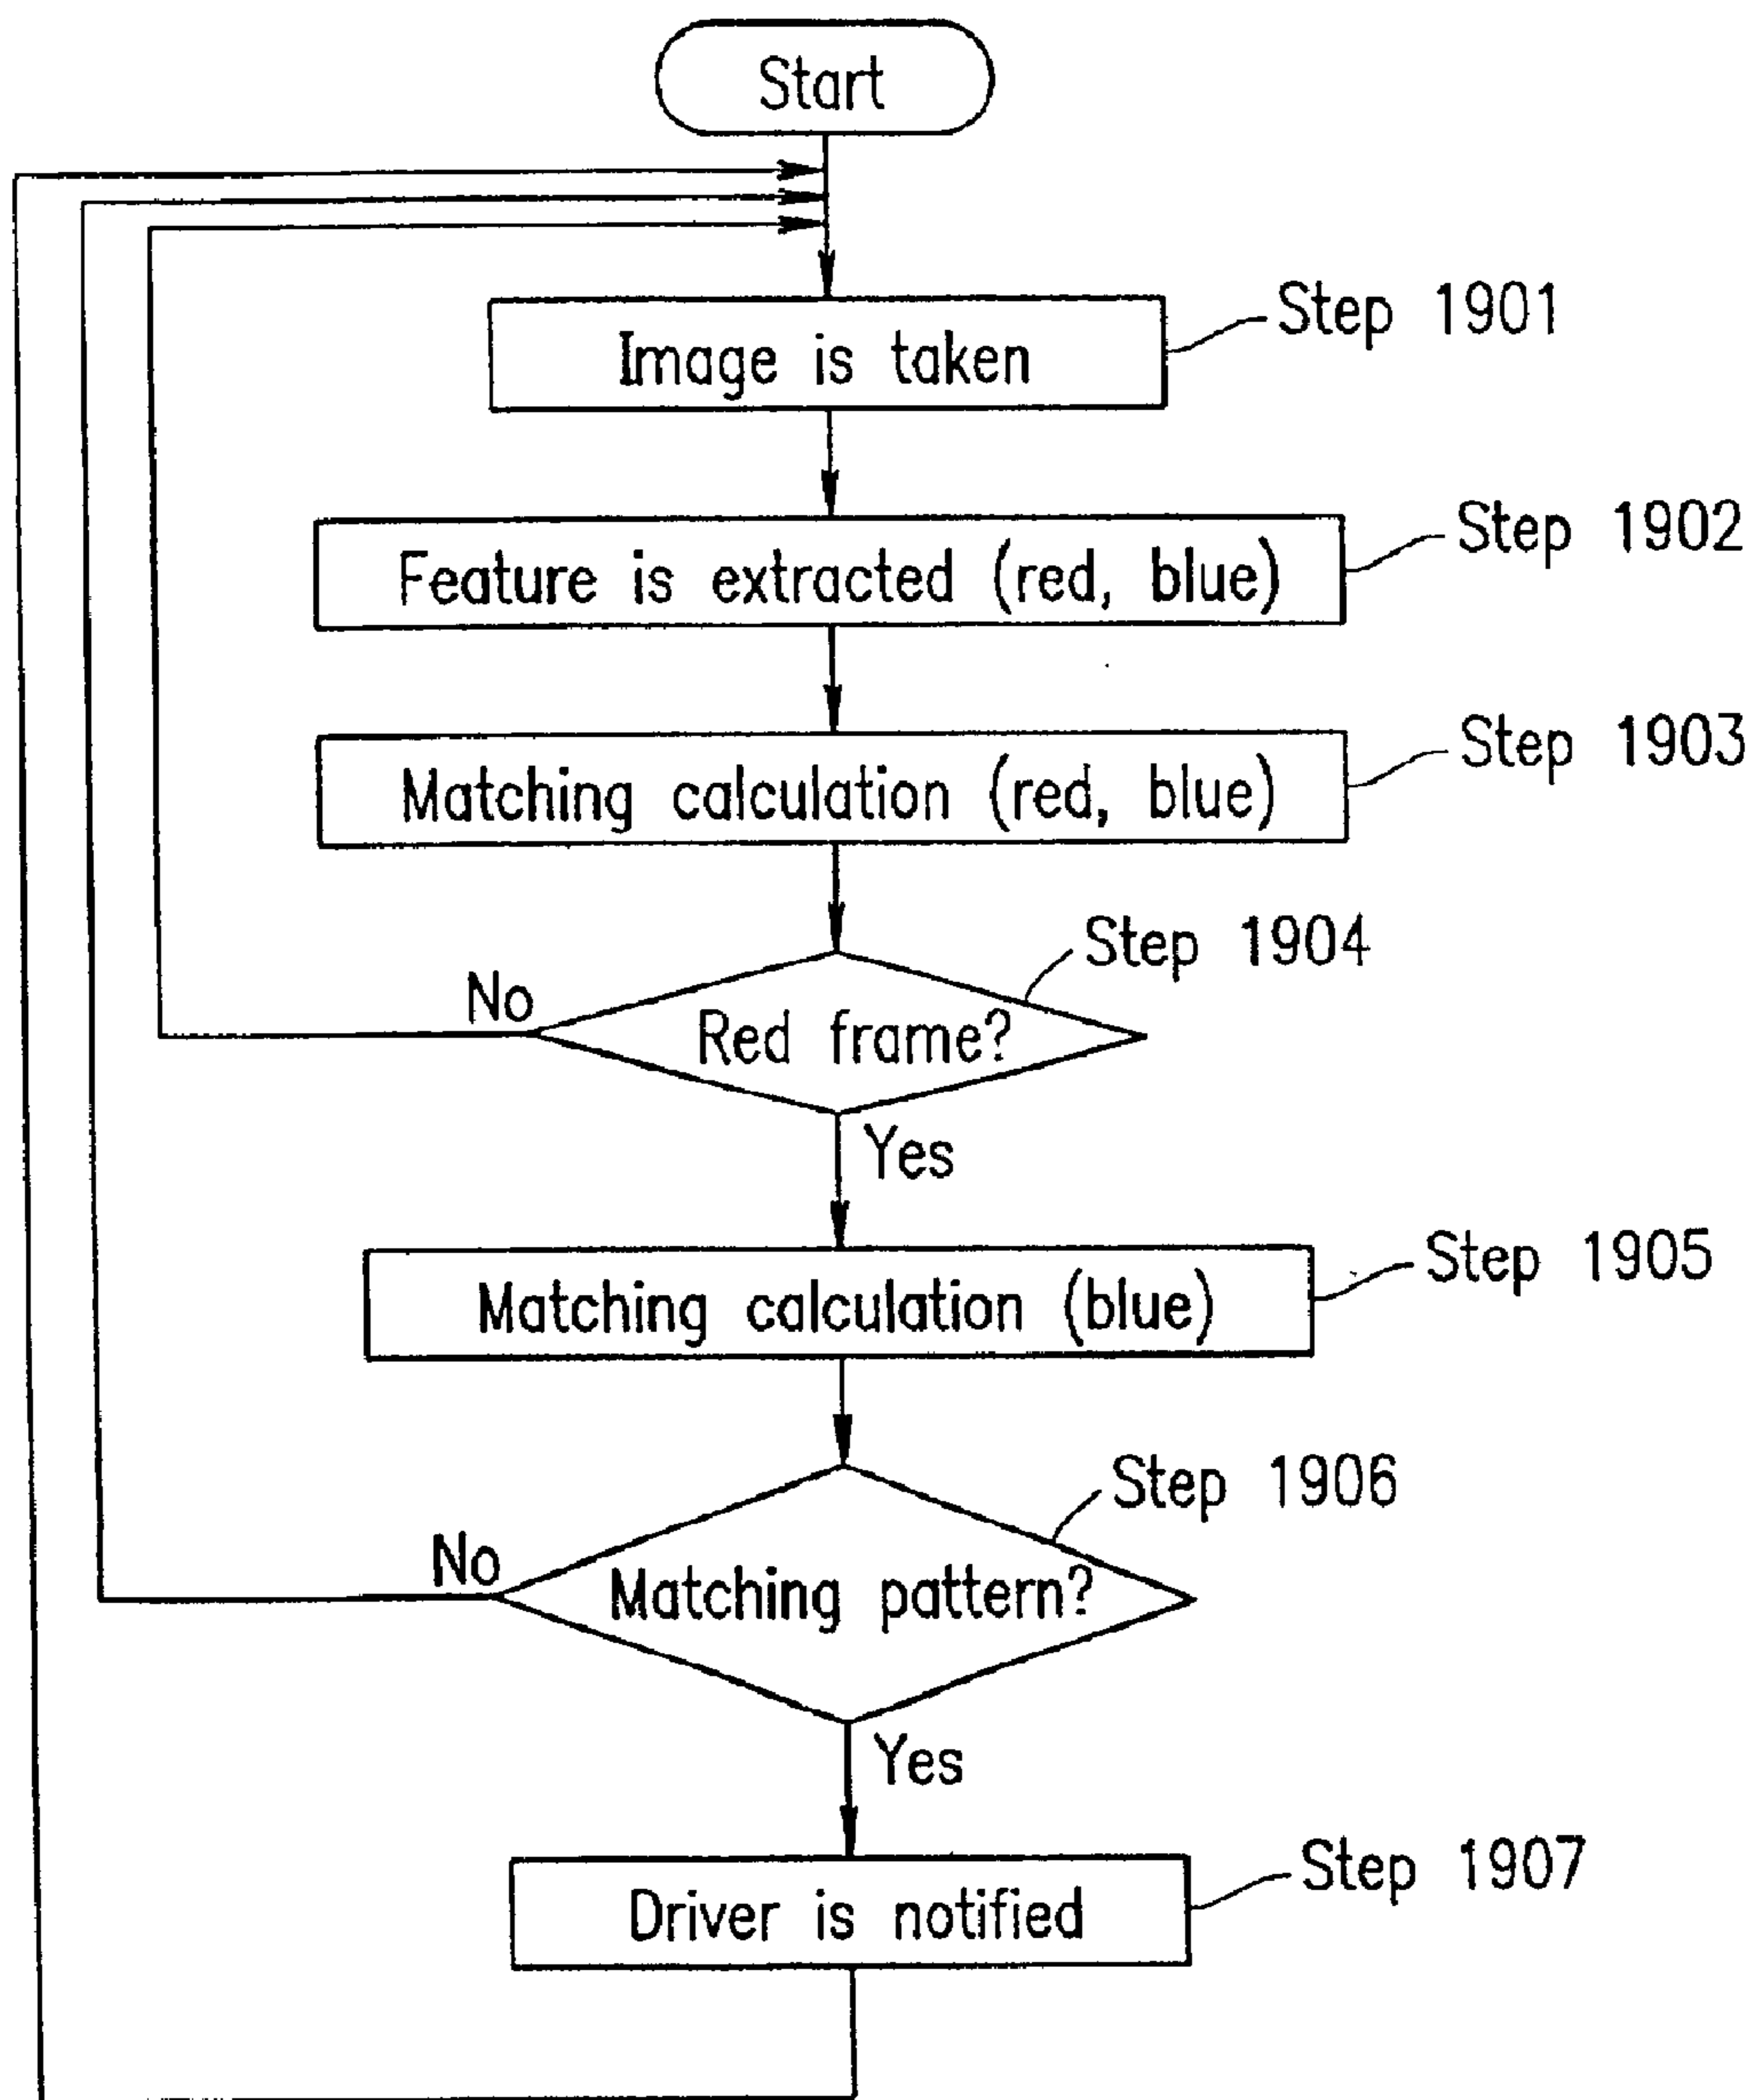 Start
Step 1901
Image is taken
Step 1902
Feature is extracted (red, blue)
Step 1903
Matching calculation (red, blue)
Step 1904
No
Red frame?
Yes
Step 1905
Matching calculation (blue)
Step 1906
No
Matching pattern?
Yes
Step 1907
Driver is notified